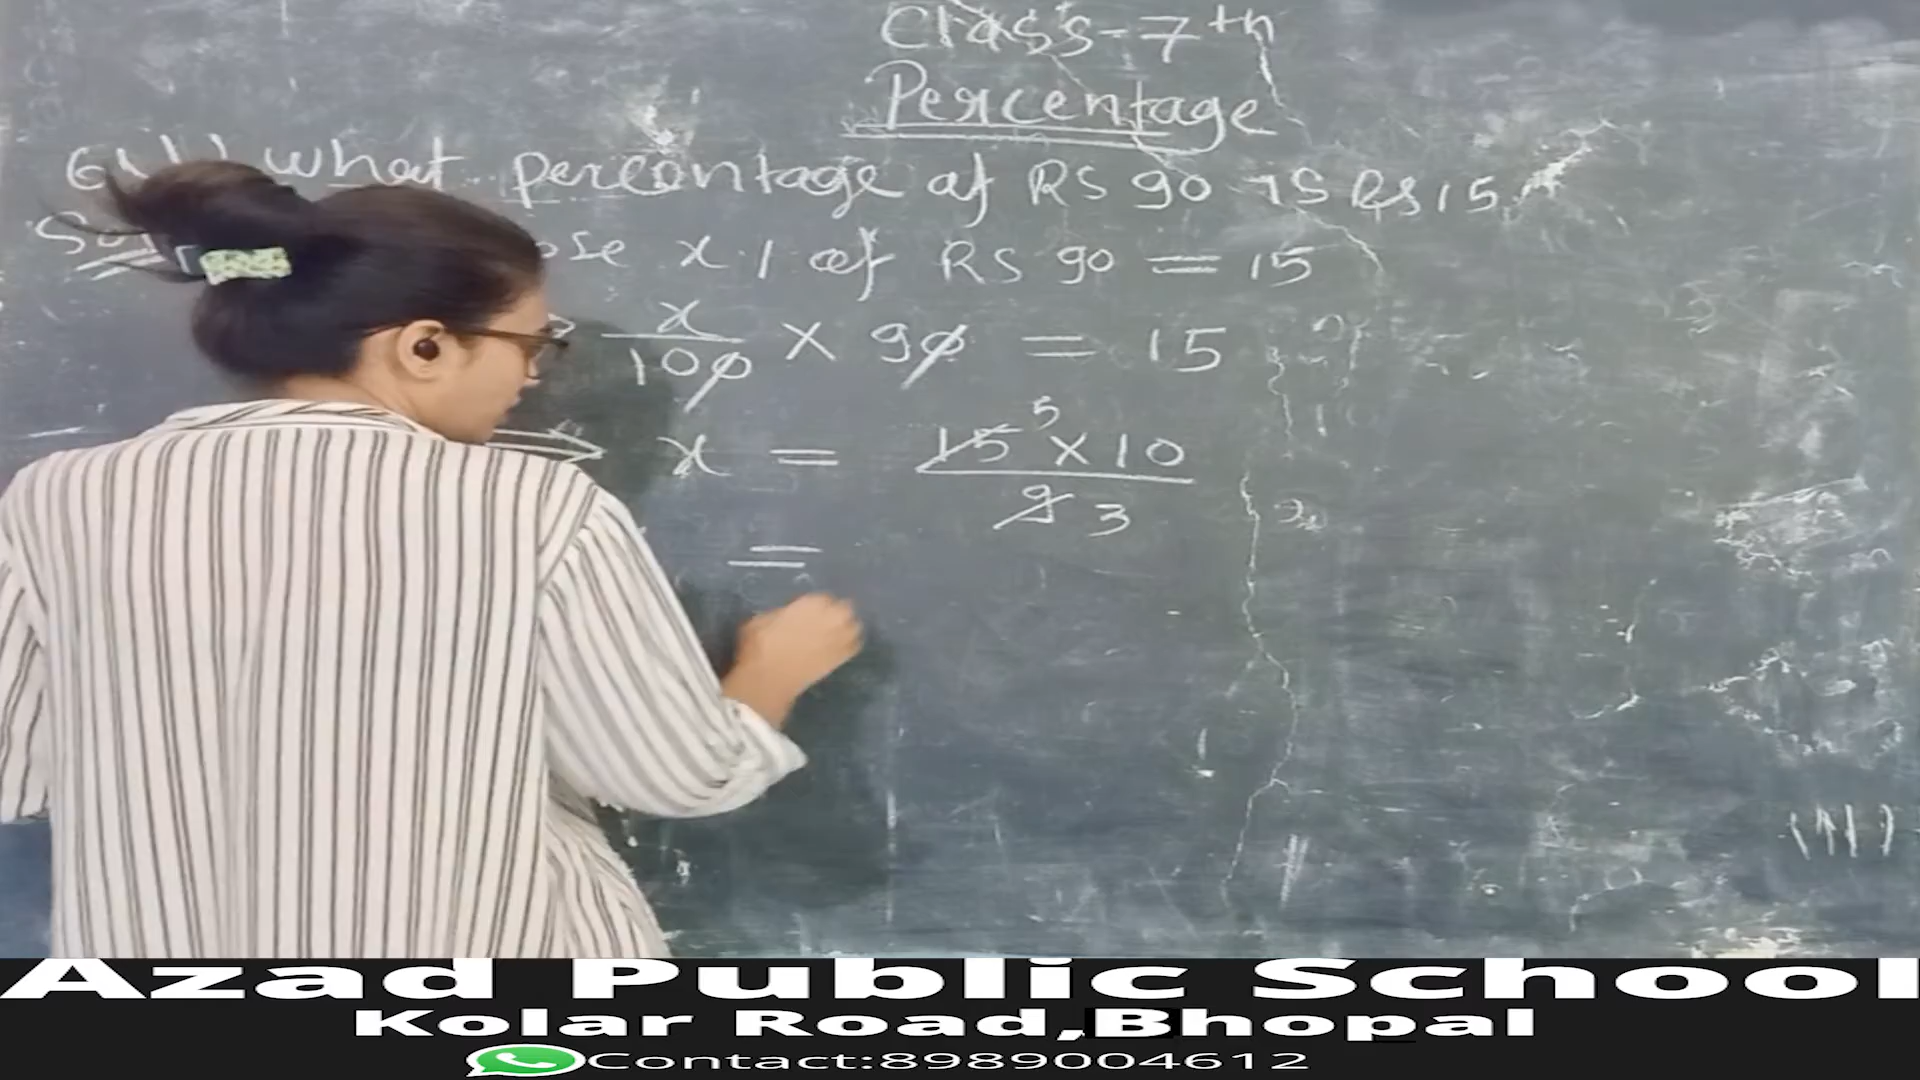 Class-7th
Percentage
what percentage of RS 90 is Rs 15
x % of RS 90 = 15
x/100 × 90 = 15
⇒ x = 15 5 × 10 / 9 3
=
Azad Public School
Kolar Road,Bhopal
Contact:8989004612